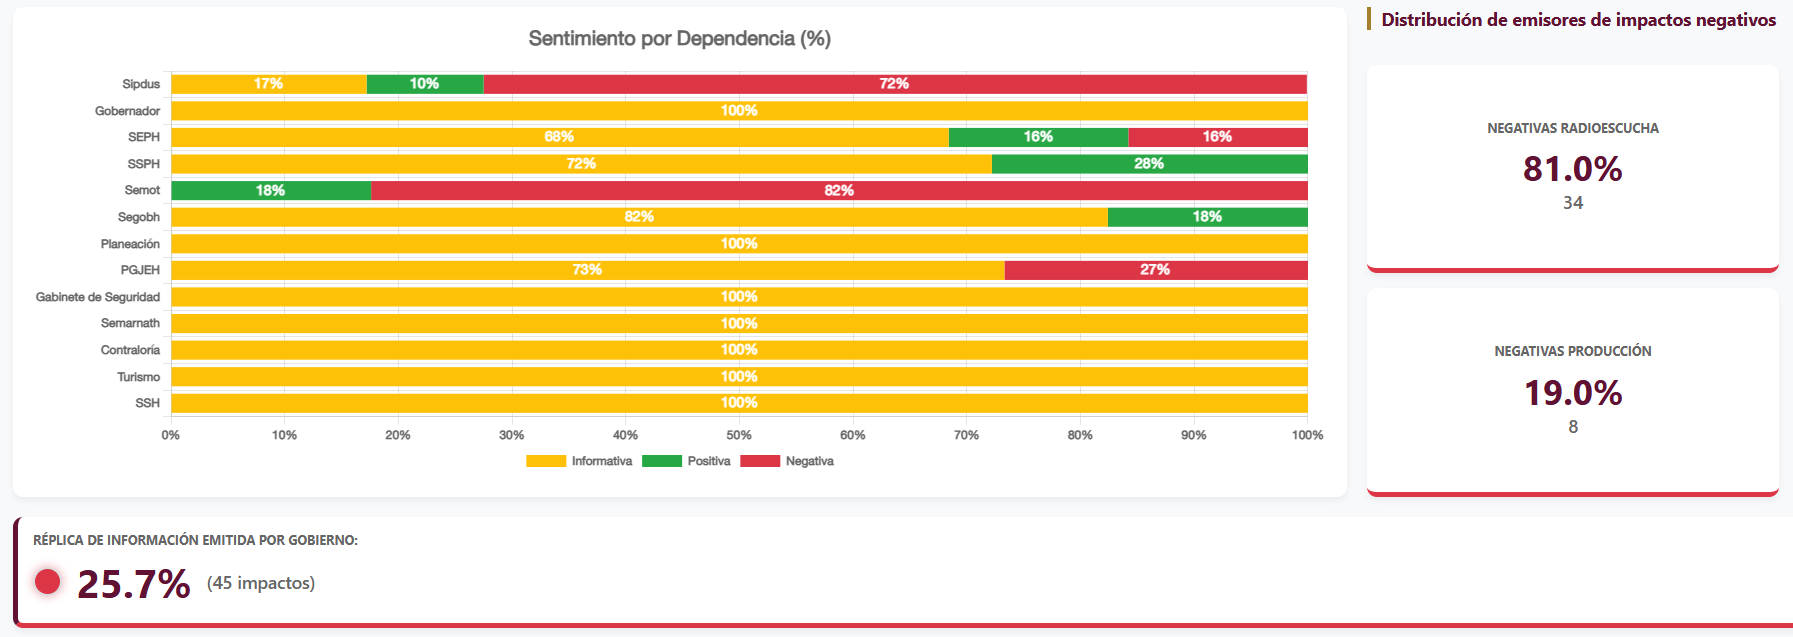 Sentimiento por Dependencia (%)
Sipdus 17% 10% 72%
Gobernador 100%
SEPH 68% 16% 16%
SSPH 72% 28%
Semot 18% 82%
Segobh 82% 18%
Planeación 100%
PGJEH 73% 27%
Gabinete de Seguridad 100%
Semarnath 100%
Contraloría 100%
Turismo 100%
SSH 100%
0% 10% 20% 30% 40% 50% 60% 70% 80% 90% 100%
Informativa Positiva Negativa
Distribución de emisores de impactos negativos
NEGATIVAS RADIOESCUCHA
81.0%
34
NEGATIVAS PRODUCCIÓN
19.0%
8
RÉPLICA DE INFORMACIÓN EMITIDA POR GOBIERNO:
25.7% (45 impactos)